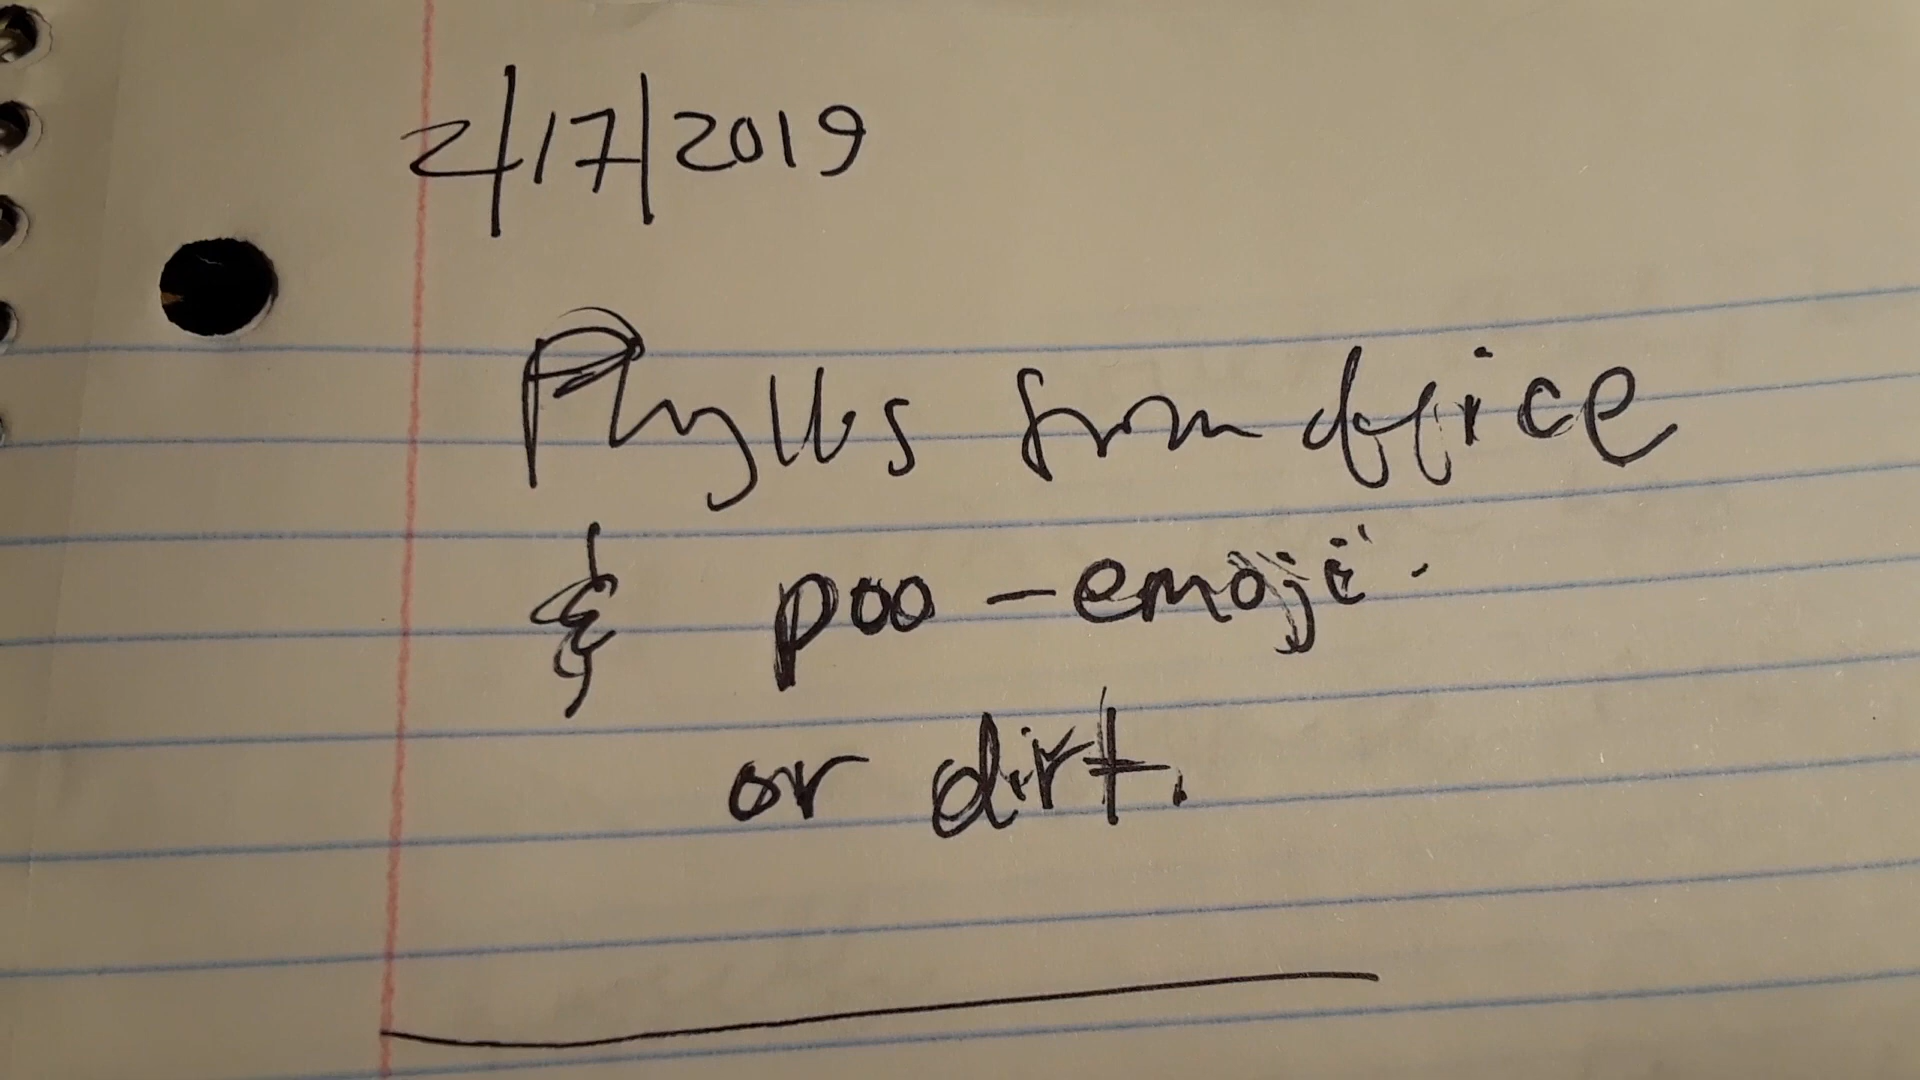 2/17/2019
Phyllis from office
& poo-emoji.
or dirt.